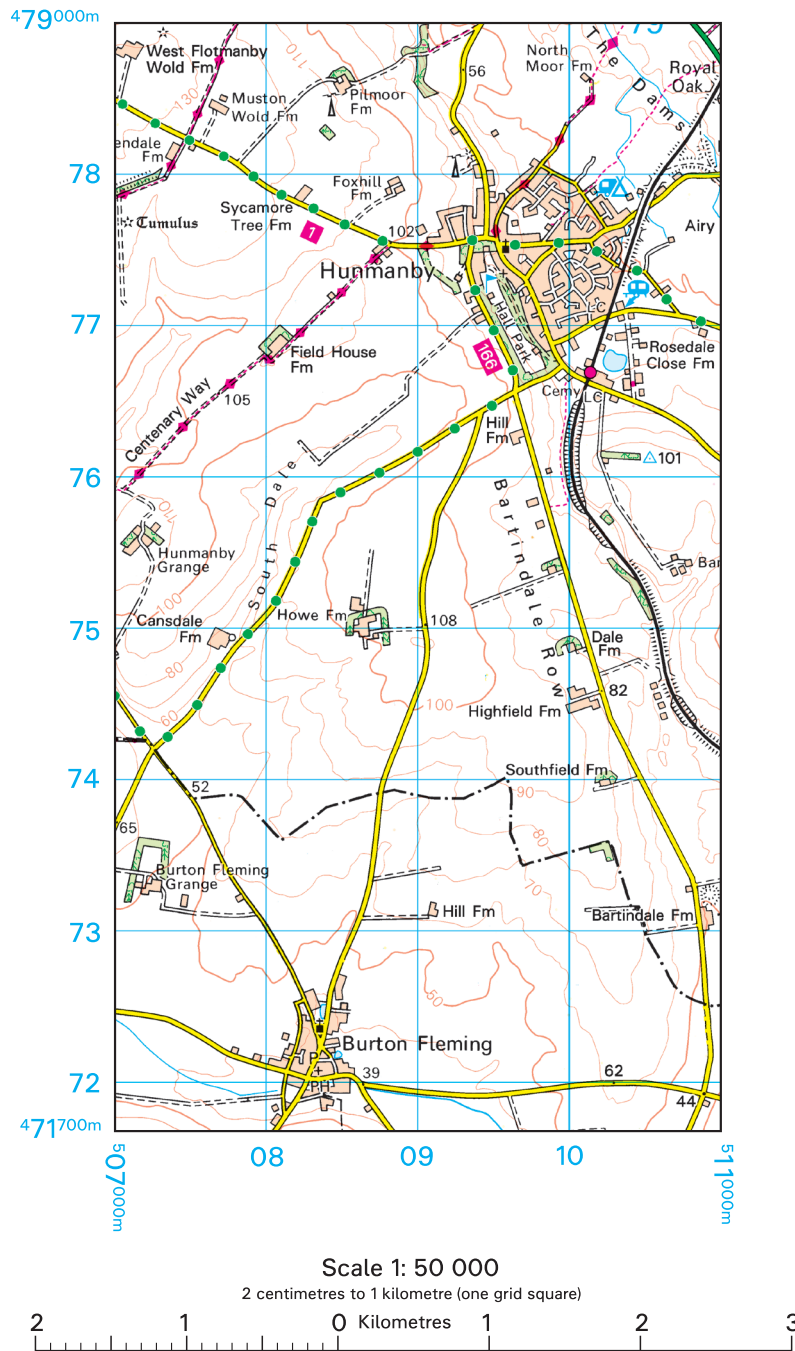 479000m
79
West Flotmanby
Wold Fm
110
56
North
Moor Fm
The Dams
Royal
Oak
130
Muston
Wold Fm
Pilmoor
Fm
endale
Fm
78
Foxhill
Fm
Tumulus
Sycamore
Tree Fm
1
102
Airy
Hunmanby
LC
Hall Park
77
166
Field House
Fm
Rosedale
Close Fm
105
Centenary Way
Cemy
LC
Hill
Fm
101
76
South Dale
Bartindale Row
110
Hunmanby
Grange
Bar
100
Cansdale
Fm
Howe Fm
108
75
Dale
Fm
80
82
100
60
Highfield Fm
74
Southfield Fm
52
90
65
80
Burton Fleming
Grange
70
Hill Fm
Bartindale Fm
73
50
Burton Fleming
P
72
39
62
PH
44
471700m
507000m
08
09
10
511000m
Scale 1: 50 000
2 centimetres to 1 kilometre (one grid square)
2 1 0 Kilometres 1 2 3